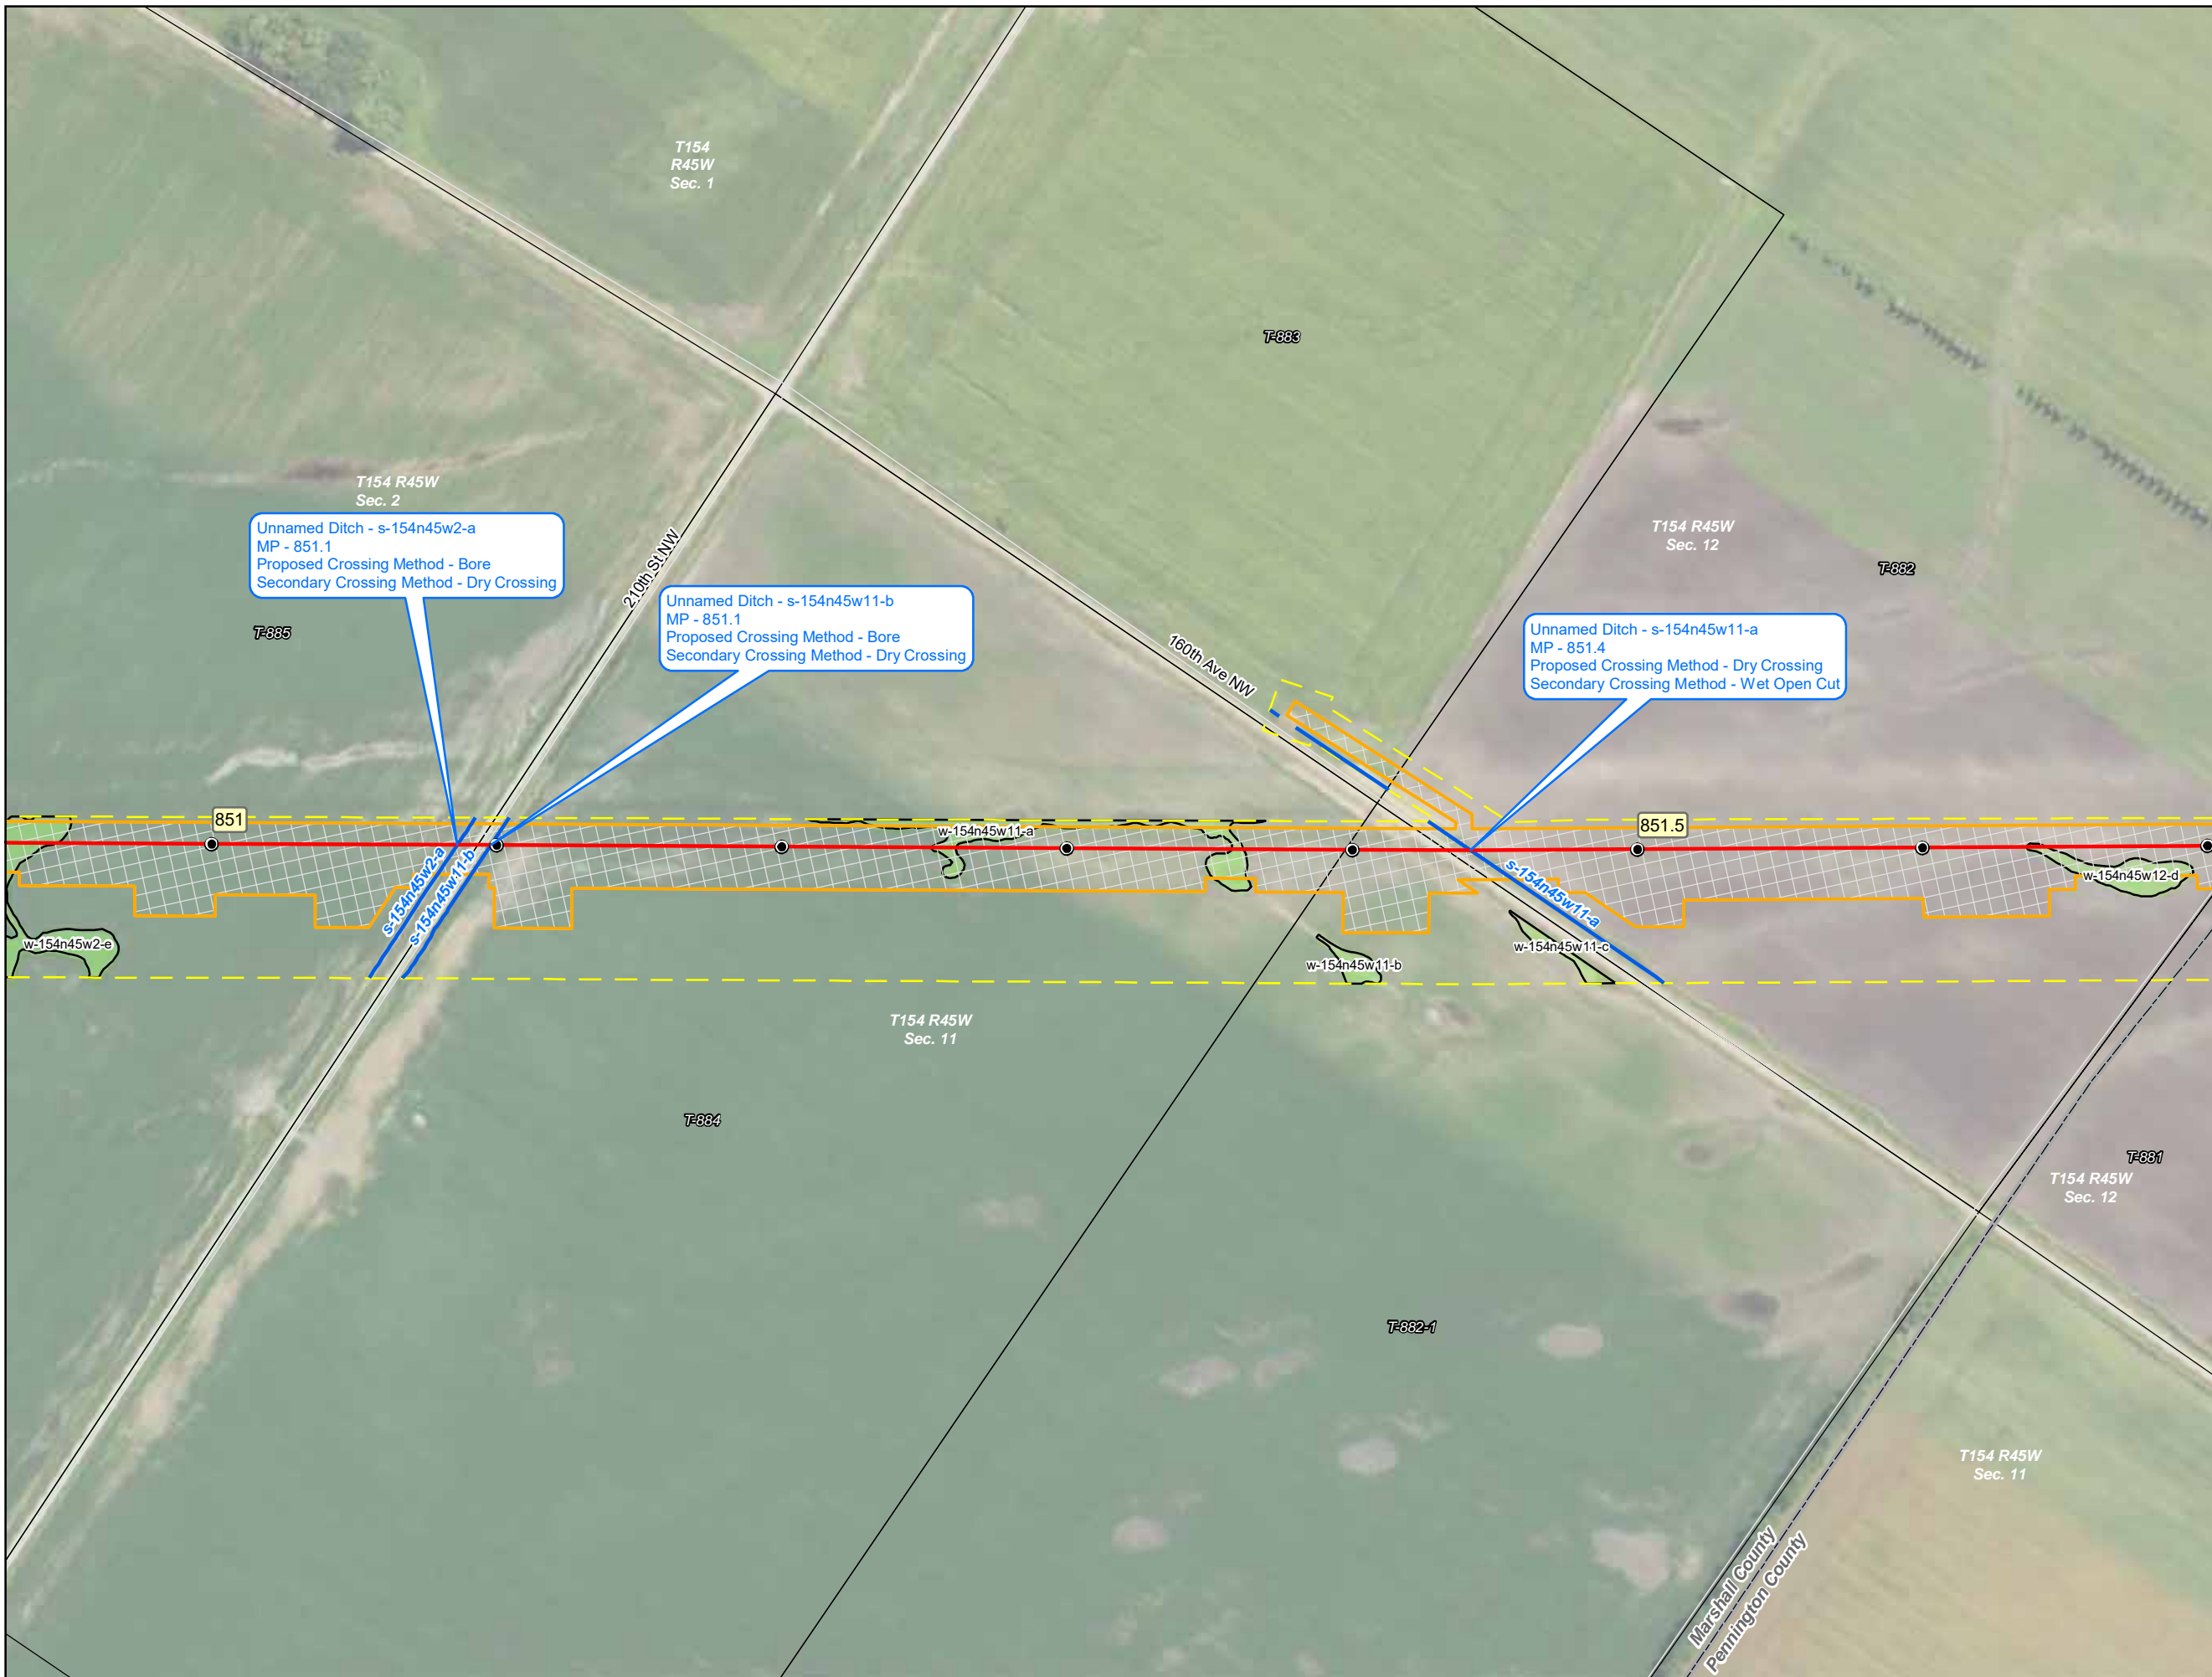 T154
R45W
Sec. 1
T-883
T154 R45W
Sec. 2
Unnamed Ditch - s-154n45w2-a
MP - 851.1
Proposed Crossing Method - Bore
Secondary Crossing Method - Dry Crossing
210th St NW
T154 R45W
Sec. 12
T-882
Unnamed Ditch - s-154n45w11-b
MP - 851.1
Proposed Crossing Method - Bore
Secondary Crossing Method - Dry Crossing
Unnamed Ditch - s-154n45w11-a
MP - 851.4
Proposed Crossing Method - Dry Crossing
Secondary Crossing Method - Wet Open Cut
T-885
160th Ave NW
851
w-154n45w11-a
851.5
s-154n45w2-a
s-154n45w11-b
s-154n45w11-a
w-154n45w12-d
w-154n45w2-e
w-154n45w11-b
w-154n45w11-c
T154 R45W
Sec. 11
T-884
T-881
T154 R45W
Sec. 12
T-882-1
T154 R45W
Sec. 11
Marshall County
Pennington County